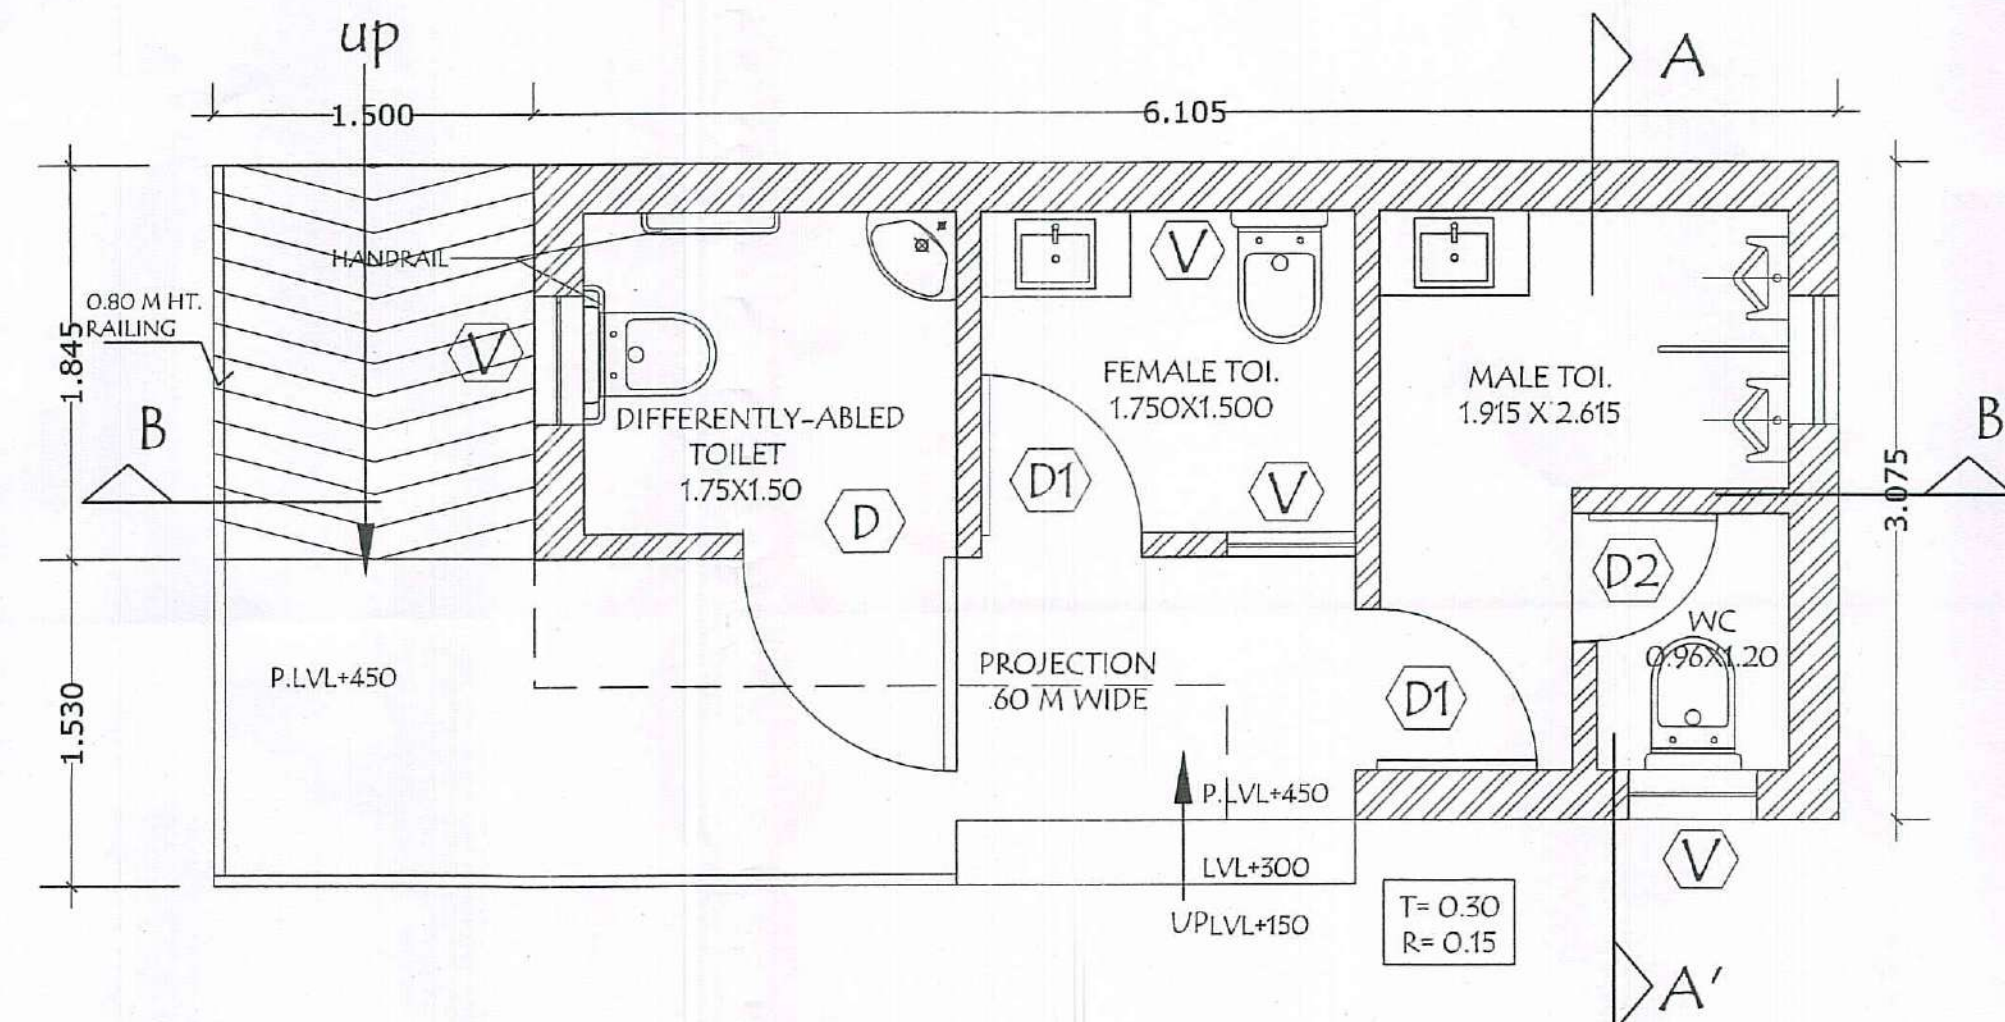 up
A
1.500
6.105
HANDRAIL
0.80 M HT.
RAILING
1.845
V
V
B
DIFFERENTLY-ABLED
TOILET
1.75X1.50
D
FEMALE TOI.
1.750X1.500
D1
V
MALE TOI.
1.915 X 2.615
B
3.075
D2
WC
0.96X1.20
P.LVL+450
1.530
PROJECTION
.60 M WIDE
D1
P.LVL+450
LVL+300
UPLVL+150
V
T= 0.30
R= 0.15
A'